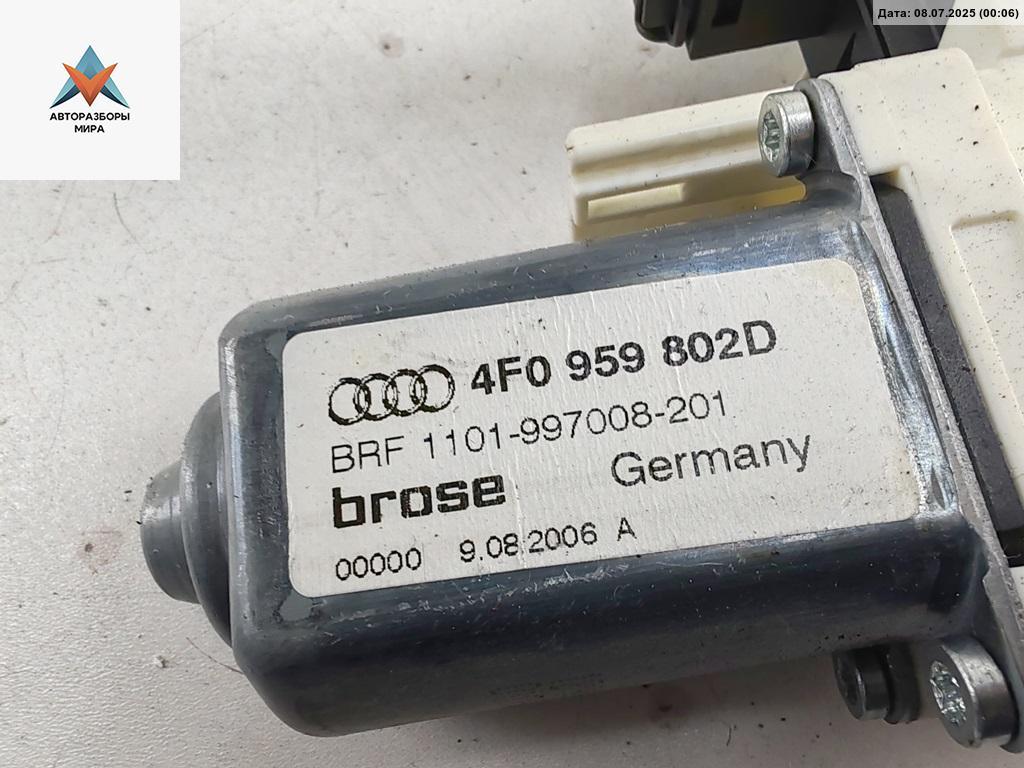 Дата: 08.07.2025 (00:06)
АВТОРАЗБОРЫ
МИРА
4F0 959 802D
BRF 1101-997008-201
brose Germany
00000 9.08.2006 A